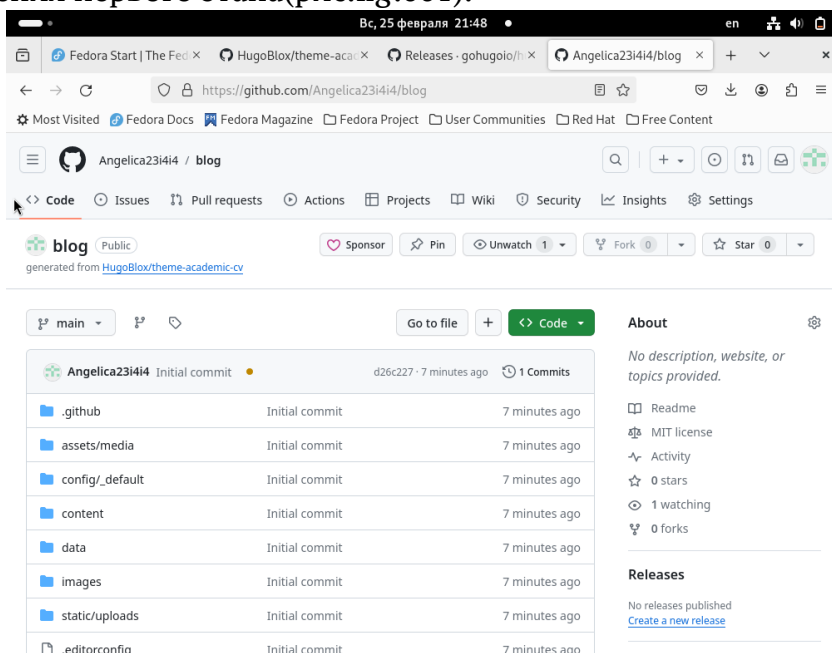 Вс, 25 февраля 21:48
en
Fedora Start | The Fed
HugoBlox/theme-acad
Releases · gohugoio/h
Angelica23i4i4/blog
https://github.com/Angelica23i4i4/blog
Most Visited Fedora Docs Fedora Magazine Fedora Project User Communities Red Hat Free Content
Angelica23i4i4 / blog
Code Issues Pull requests Actions Projects Wiki Security Insights Settings
blog Public
Sponsor Pin Unwatch 1 Fork 0 Star 0
generated from HugoBlox/theme-academic-cv
main
Go to file
Code
Angelica23i4i4 Initial commit d26c227 · 7 minutes ago 1 Commits
.github Initial commit 7 minutes ago
assets/media Initial commit 7 minutes ago
config/_default Initial commit 7 minutes ago
content Initial commit 7 minutes ago
data Initial commit 7 minutes ago
images Initial commit 7 minutes ago
static/uploads Initial commit 7 minutes ago
.editorconfig Initial commit 7 minutes ago
About
No description, website, or
topics provided.
Readme
MIT license
Activity
0 stars
1 watching
0 forks
Releases
No releases published
Create a new release